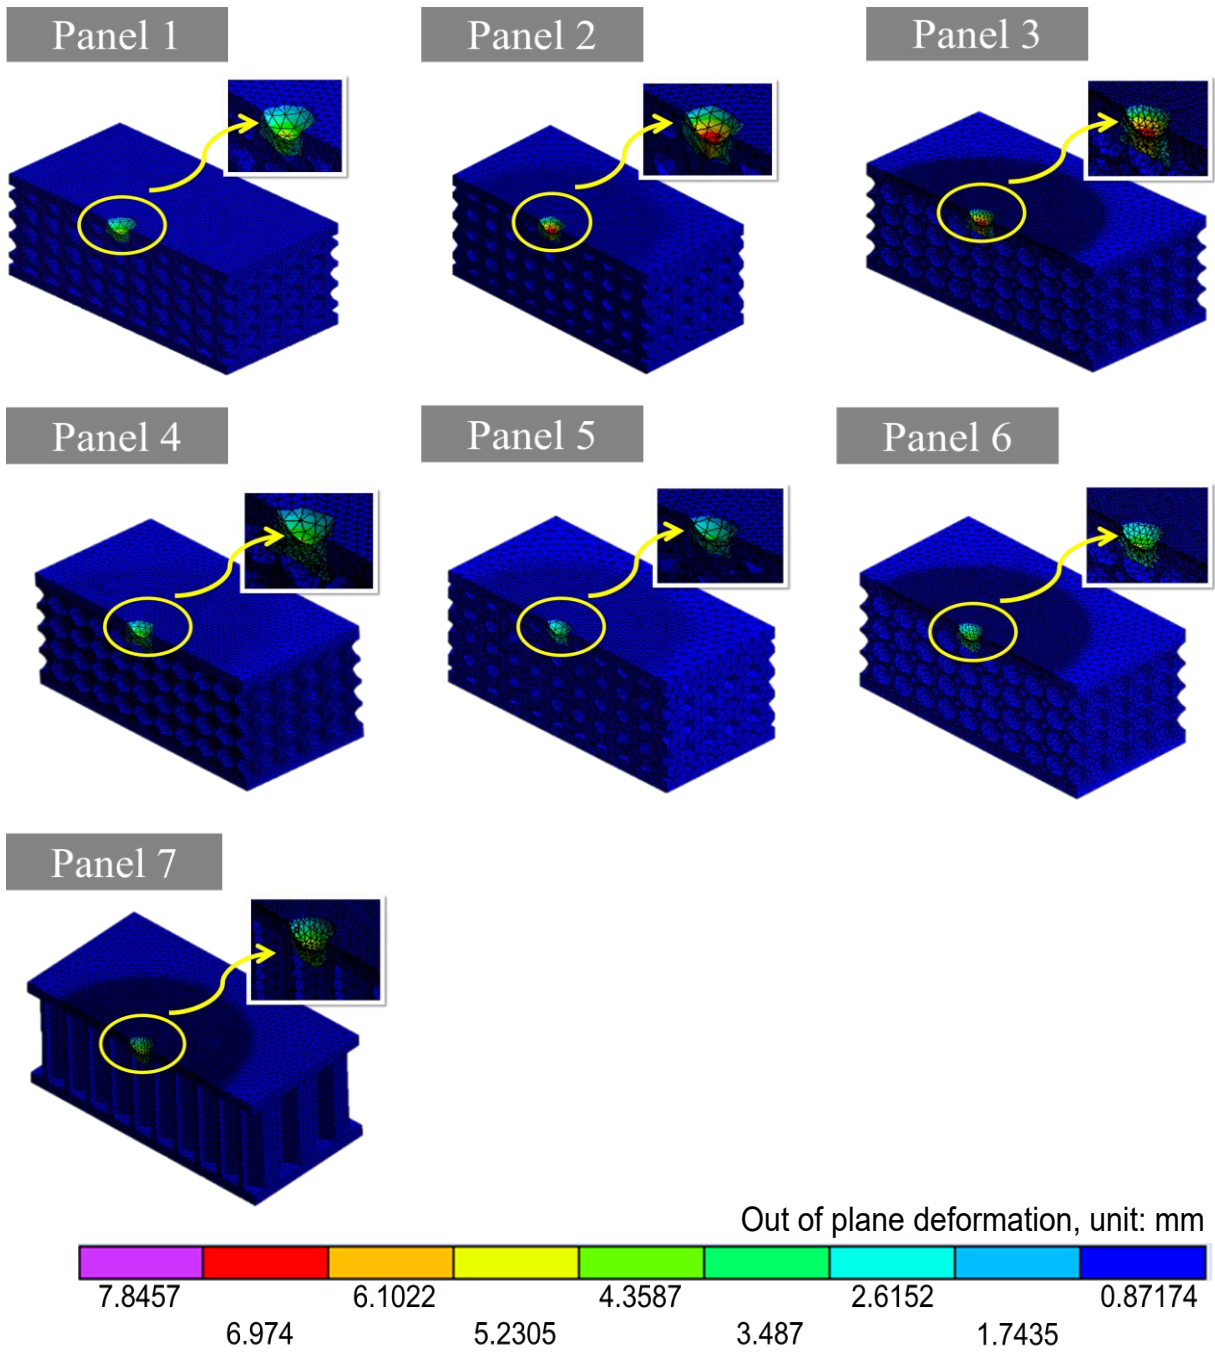 Panel 1
Panel 2
Panel 3
Panel 4
Panel 5
Panel 6
Panel 7
Out of plane deformation, unit: mm
7.8457 6.1022 4.3587 2.6152 0.87174
6.974 5.2305 3.487 1.7435